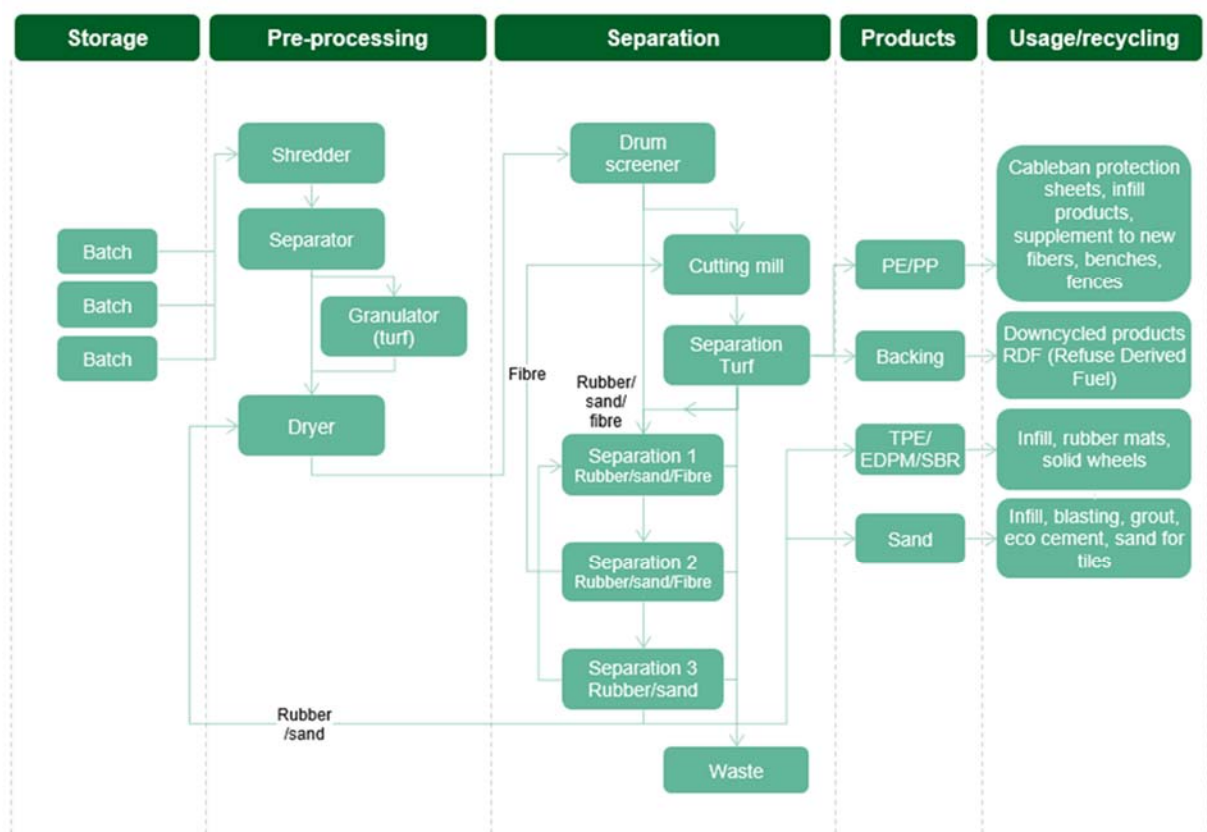 Storage
Pre-processing
Separation
Products
Usage/recycling
Batch
Batch
Batch
Shredder
Separator
Granulator
(turf)
Dryer
Drum
screener
Cutting mill
Separation
Turf
Fibre
Rubber/
sand/
fibre
Separation 1
Rubber/sand/Fibre
Separation 2
Rubber/sand/Fibre
Separation 3
Rubber/sand
Rubber
/sand
Waste
PE/PP
Backing
TPE/
EDPM/SBR
Sand
Cableban protection
sheets, infill
products,
supplement to new
fibers, benches,
fences
Downcycled products
RDF (Refuse Derived
Fuel)
Infill, rubber mats,
solid wheels
Infill, blasting, grout,
eco cement, sand for
tiles